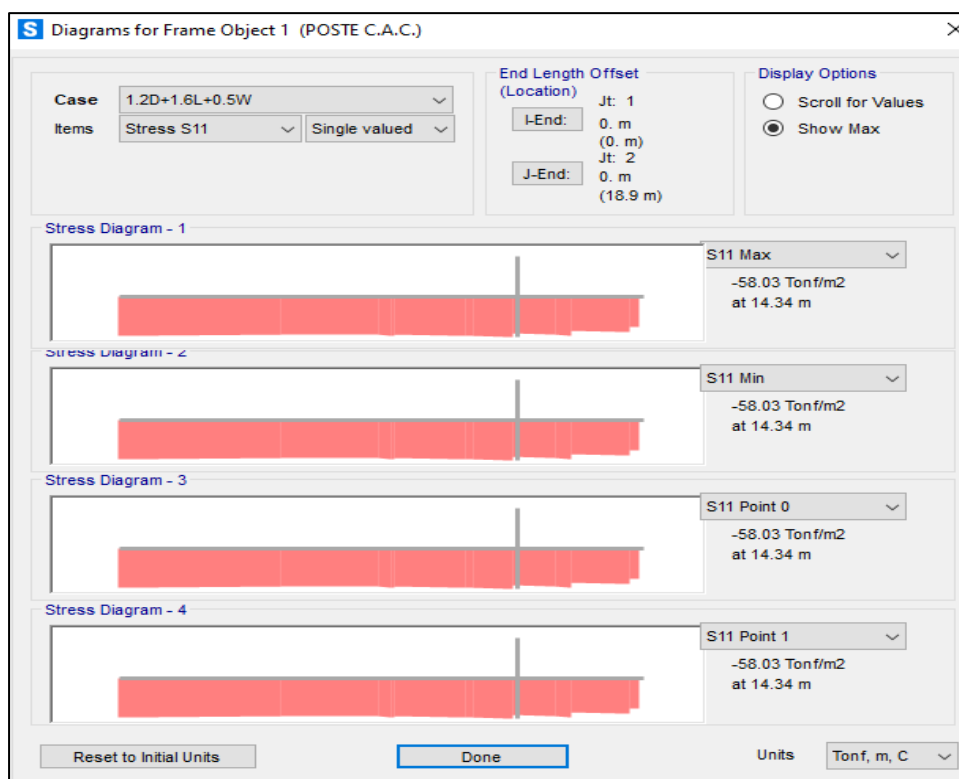 S Diagrams for Frame Object 1 (POSTE C.A.C.)
Case 1.2D+1.6L+0.5W
Items Stress S11 Single valued
End Length Offset
(Location)
Jt: 1
I-End: 0. m
(0. m)
Jt: 2
J-End: 0. m
(18.9 m)
Display Options
Scroll for Values
Show Max
Stress Diagram - 1
S11 Max
-58.03 Tonf/m2
at 14.34 m
Stress Diagram - 2
S11 Min
-58.03 Tonf/m2
at 14.34 m
Stress Diagram - 3
S11 Point 0
-58.03 Tonf/m2
at 14.34 m
Stress Diagram - 4
S11 Point 1
-58.03 Tonf/m2
at 14.34 m
Reset to Initial Units Done Units Tonf, m, C